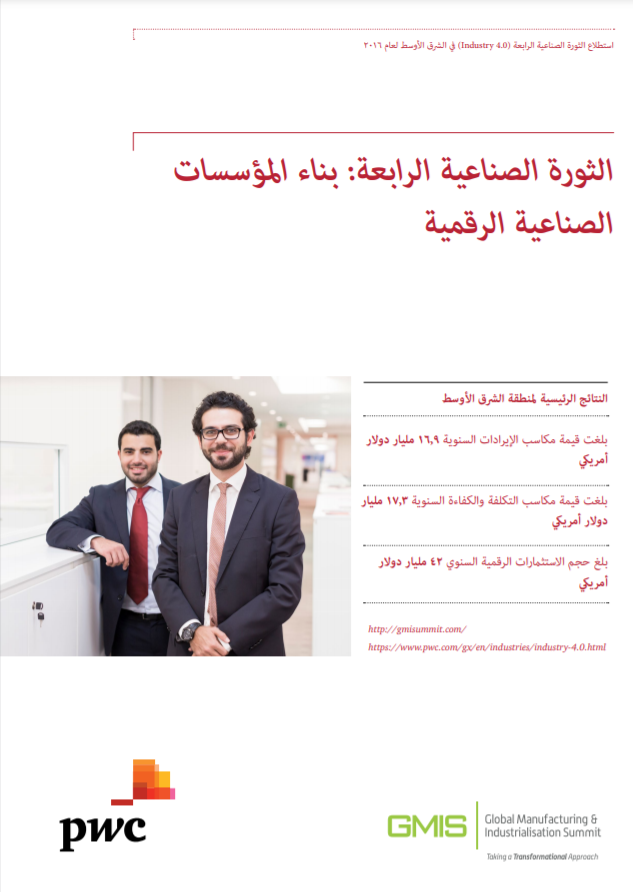 استطلاع الثورة الصناعية الرابعة (Industry 4.0) في الشرق الأوسط لعام ٢٠١٦
الثورة الصناعية الرابعة: بناء المؤسسات
الصناعية الرقمية
النتائج الرئيسية لمنطقة الشرق الأوسط
بلغت قيمة مكاسب الإيرادات السنوية ١٦,٩ مليار دولار
أمريكي
بلغت قيمة مكاسب التكلفة والكفاءة السنوية ١٧,٣ مليار
دولار أمريكي
بلغ حجم الاستثمارات الرقمية السنوي ٤٢ مليار دولار
أمريكي
http://gmisummit.com/
https://www.pwc.com/gx/en/industries/industry-4.0.html
pwc
GMIS
Global Manufacturing &
Industrialisation Summit
Taking a Transformational Approach